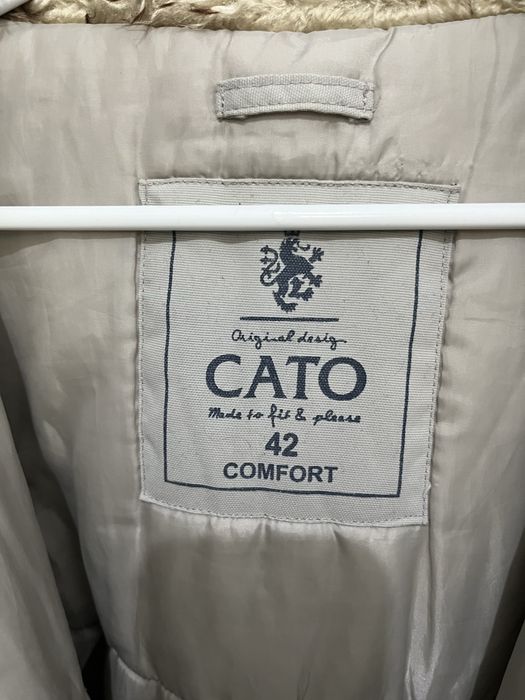 Original desig
CATO
Made to fit & please
42
COMFORT